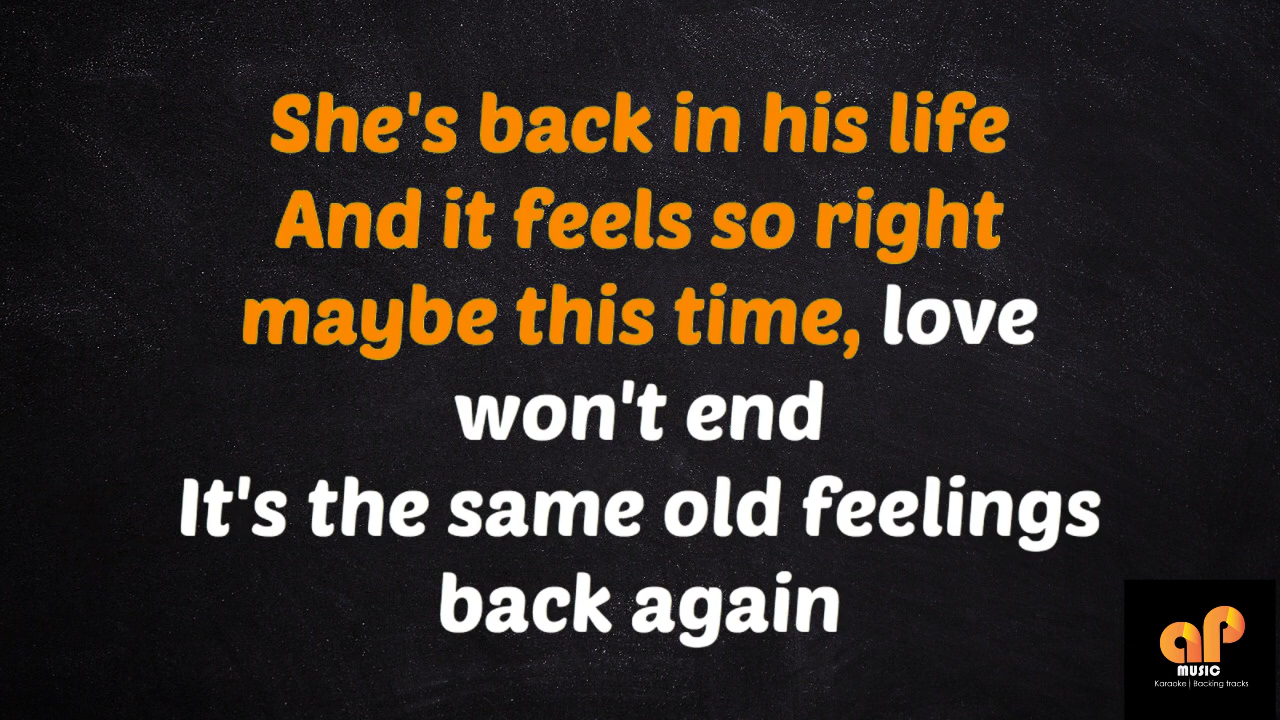 She's back in his life
And it feels so right
maybe this time, love
won't end
It's the same old feelings
back again
aP
MUSIC
Karaoke | Backing tracks